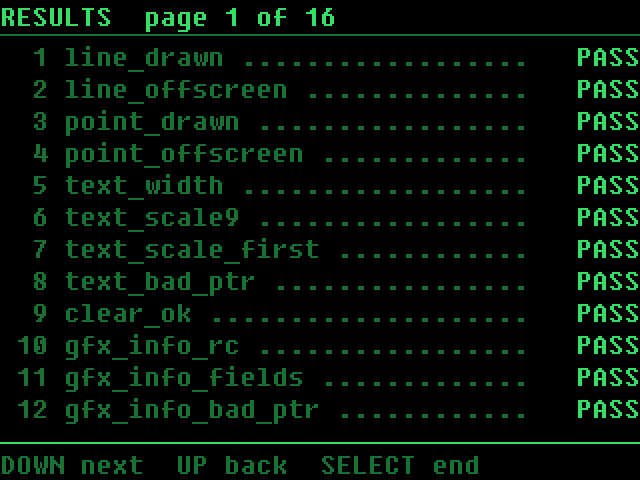 RESULTS  page 1 of 16
1 line_drawn .................. PASS
2 line_offscreen .............. PASS
3 point_drawn ................. PASS
4 point_offscreen ............. PASS
5 text_width .................. PASS
6 text_scale9 ................. PASS
7 text_scale_first ............ PASS
8 text_bad_ptr ................ PASS
9 clear_ok .................... PASS
10 gfx_info_rc ................. PASS
11 gfx_info_fields ............. PASS
12 gfx_info_bad_ptr ............ PASS
DOWN next  UP back  SELECT end